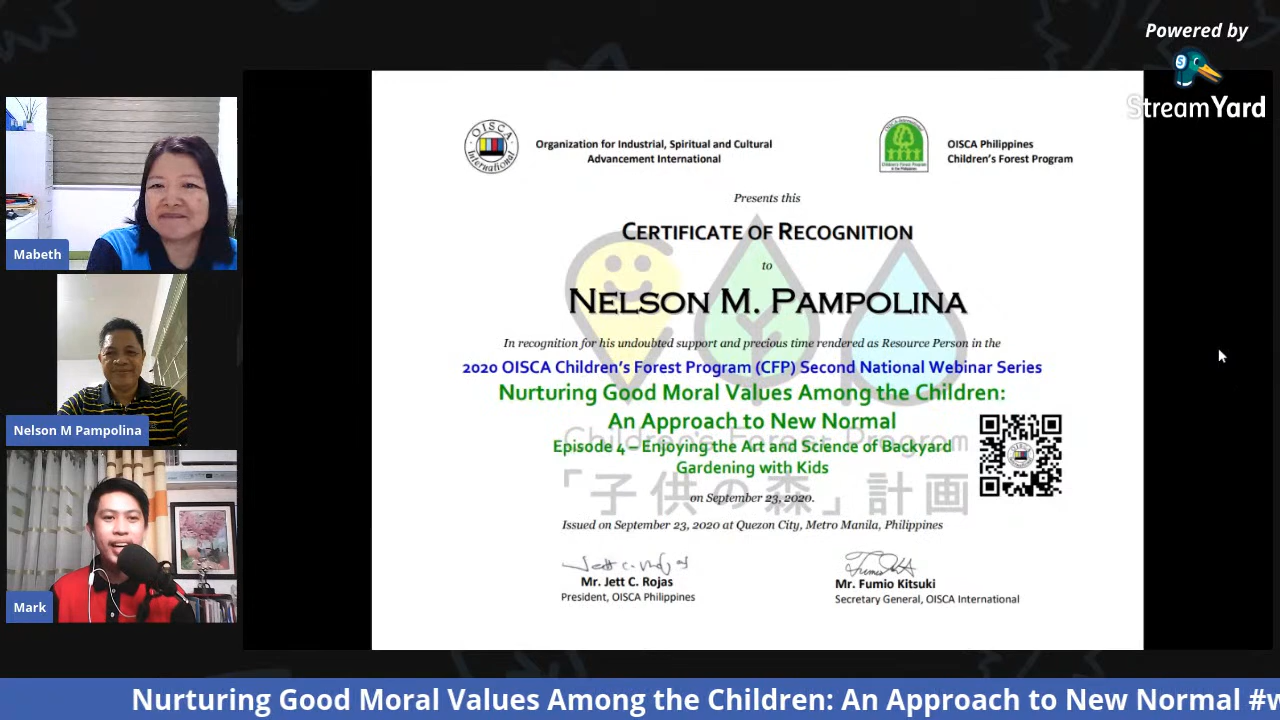 Powered by
StreamYard
Mabeth
Nelson M Pampolina
Mark
OISCA
International
Organization for Industrial, Spiritual and Cultural
Advancement International
OISCA Philippines
Children's Forest Program
Presents this
CERTIFICATE OF RECOGNITION
to
NELSON M. PAMPOLINA
In recognition for his undoubted support and precious time rendered as Resource Person in the
2020 OISCA Children's Forest Program (CFP) Second National Webinar Series
Nurturing Good Moral Values Among the Children:
An Approach to New Normal
Children's Forest Program
Episode 4 – Enjoying the Art and Science of Backyard
Gardening with Kids
「子供の森」計画
on September 23, 2020.
Issued on September 23, 2020 at Quezon City, Metro Manila, Philippines
Mr. Jett C. Rojas
President, OISCA Philippines
Mr. Fumio Kitsuki
Secretary General, OISCA International
Nurturing Good Moral Values Among the Children: An Approach to New Normal #w